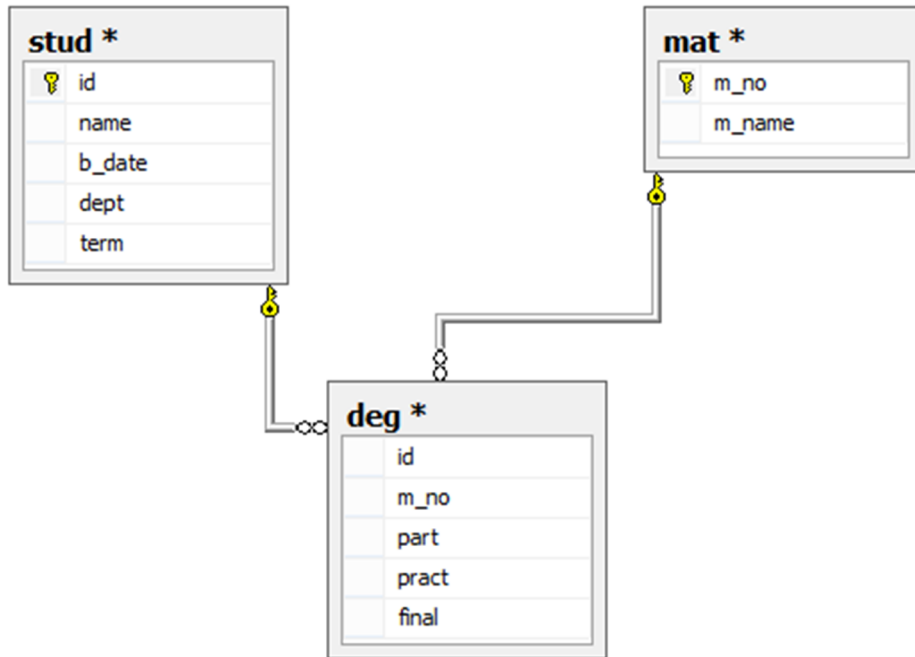 stud *
id
name
b_date
dept
term
mat *
m_no
m_name
deg *
id
m_no
part
pract
final